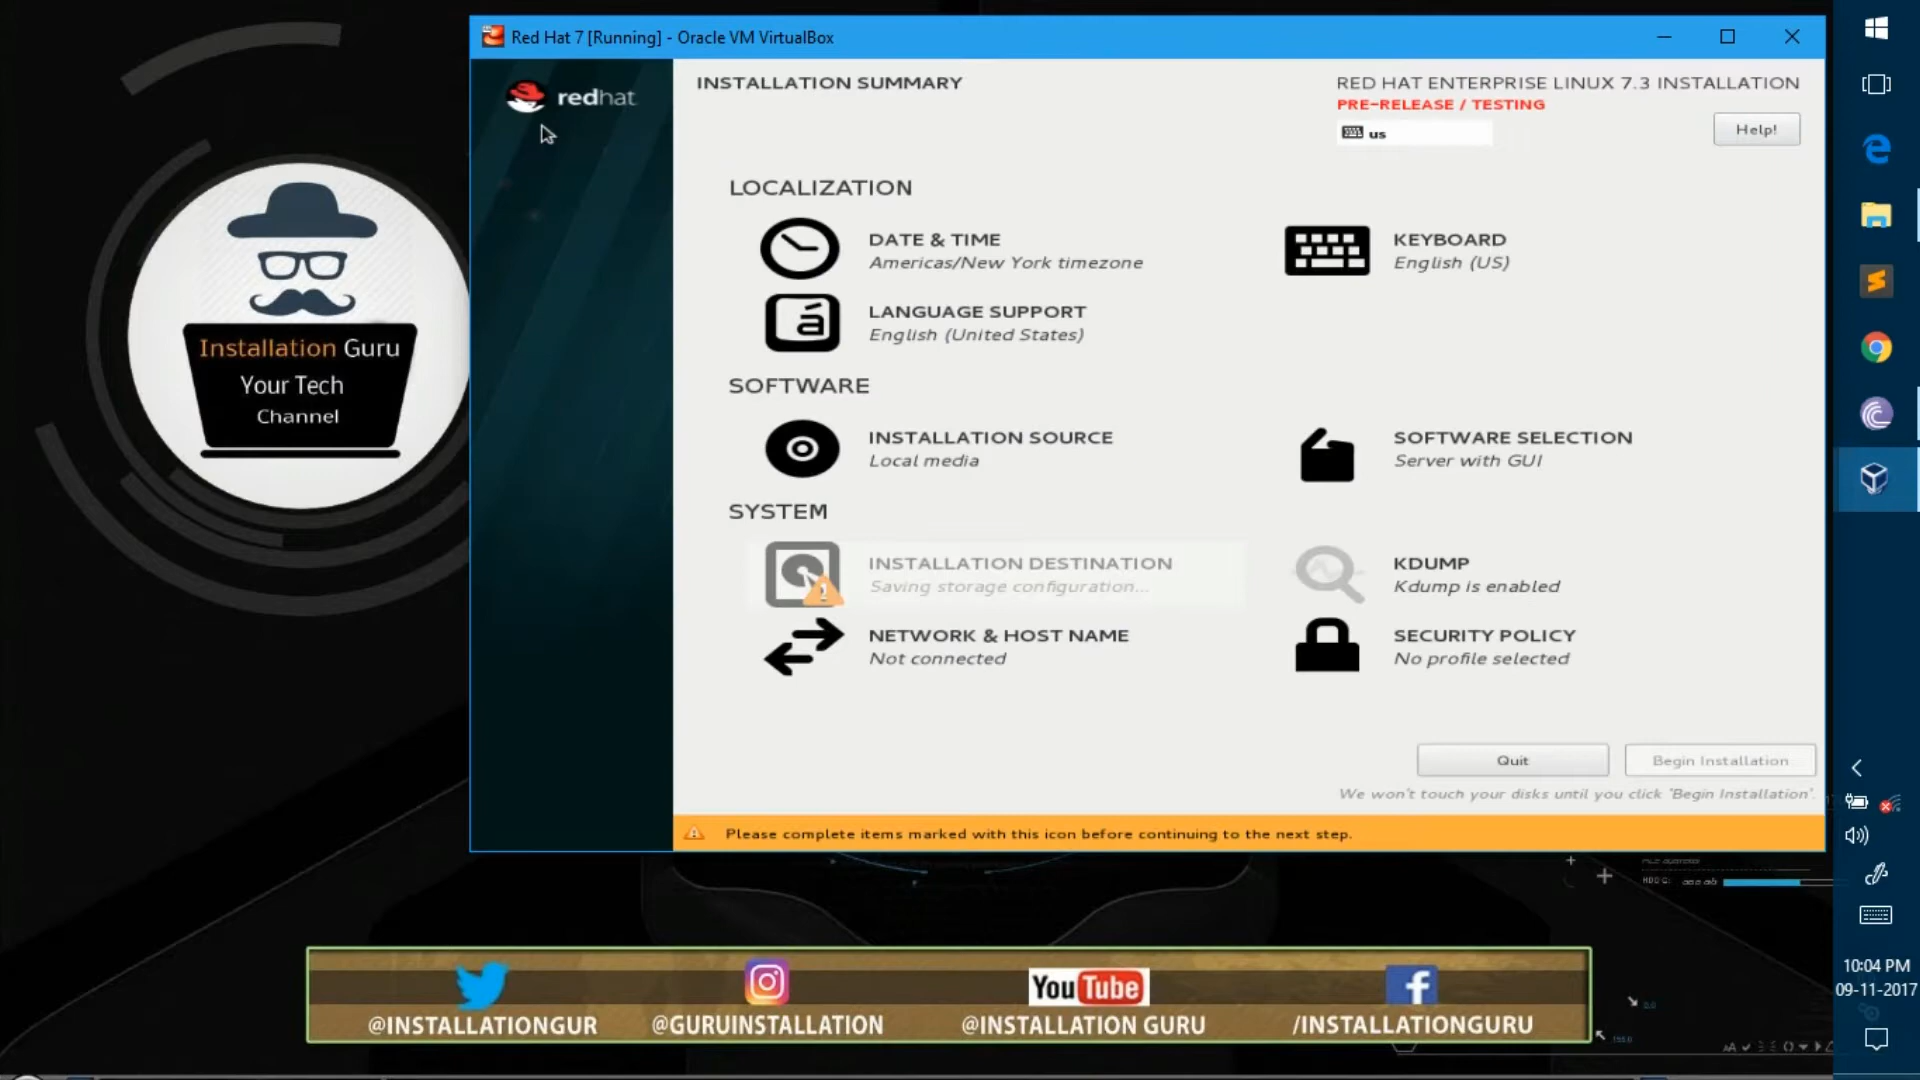 Red Hat 7 [Running] - Oracle VM VirtualBox
redhat
INSTALLATION SUMMARY
RED HAT ENTERPRISE LINUX 7.3 INSTALLATION
PRE-RELEASE / TESTING
us
Help!
LOCALIZATION
DATE & TIME
Americas/New York timezone
KEYBOARD
English (US)
á
LANGUAGE SUPPORT
English (United States)
SOFTWARE
INSTALLATION SOURCE
Local media
SOFTWARE SELECTION
Server with GUI
SYSTEM
INSTALLATION DESTINATION
Saving storage configuration...
KDUMP
Kdump is enabled
NETWORK & HOST NAME
Not connected
SECURITY POLICY
No profile selected
Quit
Begin Installation
We won't touch your disks until you click 'Begin Installation'.
Please complete items marked with this icon before continuing to the next step.
Installation Guru
Your Tech
Channel
You Tube
@INSTALLATIONGUR
@GURUINSTALLATION
@INSTALLATION GURU
/INSTALLATIONGURU
10:04 PM
09-11-2017